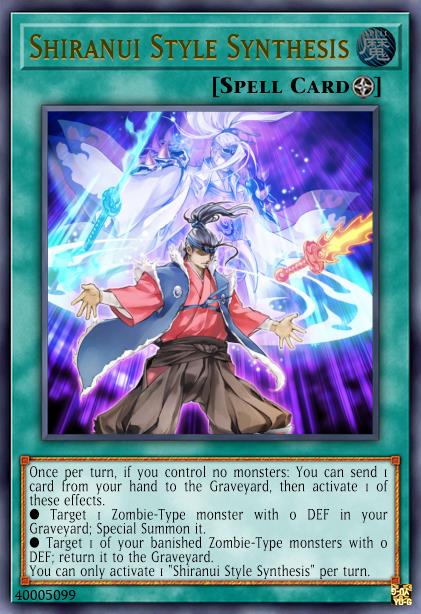 Shiranui Style Synthesis 魔
[Spell Card]
Once per turn, if you control no monsters: You can send 1
card from your hand to the Graveyard, then activate 1 of
these effects.
● Target 1 Zombie-Type monster with 0 DEF in your
Graveyard; Special Summon it.
● Target 1 of your banished Zombie-Type monsters with 0
DEF; return it to the Graveyard.
You can only activate 1 "Shiranui Style Synthesis" per turn.
40005099